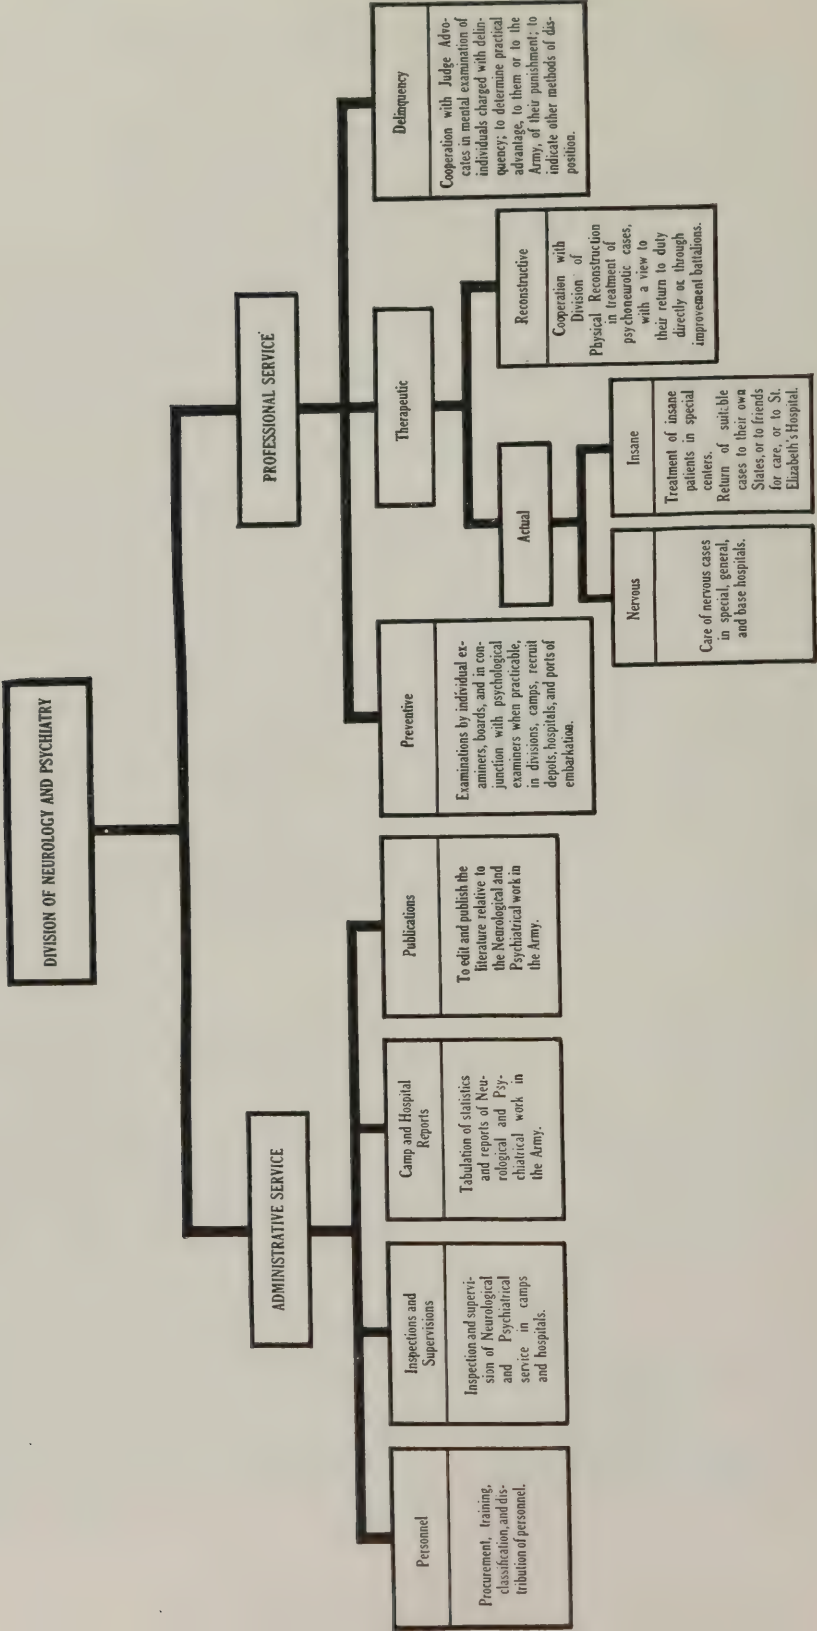 DIVISION OF NEUROLOGY AND PSYCHIATRY
ADMINISTRATIVE SERVICE
PROFESSIONAL SERVICE
Personnel
Procurement, training,
classification, and dis-
tribution of personnel.
Inspections and
Supervisions
Inspection and supervi-
sion of Neurological
and Psychiatrical
service in camps
and hospitals.
Camp and Hospital
Reports
Tabulation of statistics
and reports of Neu-
rological and Psy-
chiatrical work in
the Army.
Publications
To edit and publish the
literature relative to
the Neurological and
Psychiatrical work in
the Army.
Preventive
Examinations by individual ex-
aminers, boards, and in con-
junction with psychological
examiners when practicable,
in divisions, camps, recruit
depots, hospitals, and ports of
embarkation.
Therapeutic
Actual
Nervous
Care of nervous cases
in special, general,
and base hospitals.
Insane
Treatment of insane
patients in special
centers.
Return of suitable
cases to their own
States, or to friends
for care, or to St.
Elizabeth's Hospital.
Reconstructive
Cooperation with
Division of
Physical Reconstruction
in treatment of
psychoneurotic cases,
with a view to
their return to duty
directly or through
improvement battalions.
Delinquency
Cooperation with Judge Advo-
cates in mental examination of
individuals charged with delin-
quency; to determine practical
advantage, to them or to the
Army, of their punishment; to
indicate other methods of dis-
position.